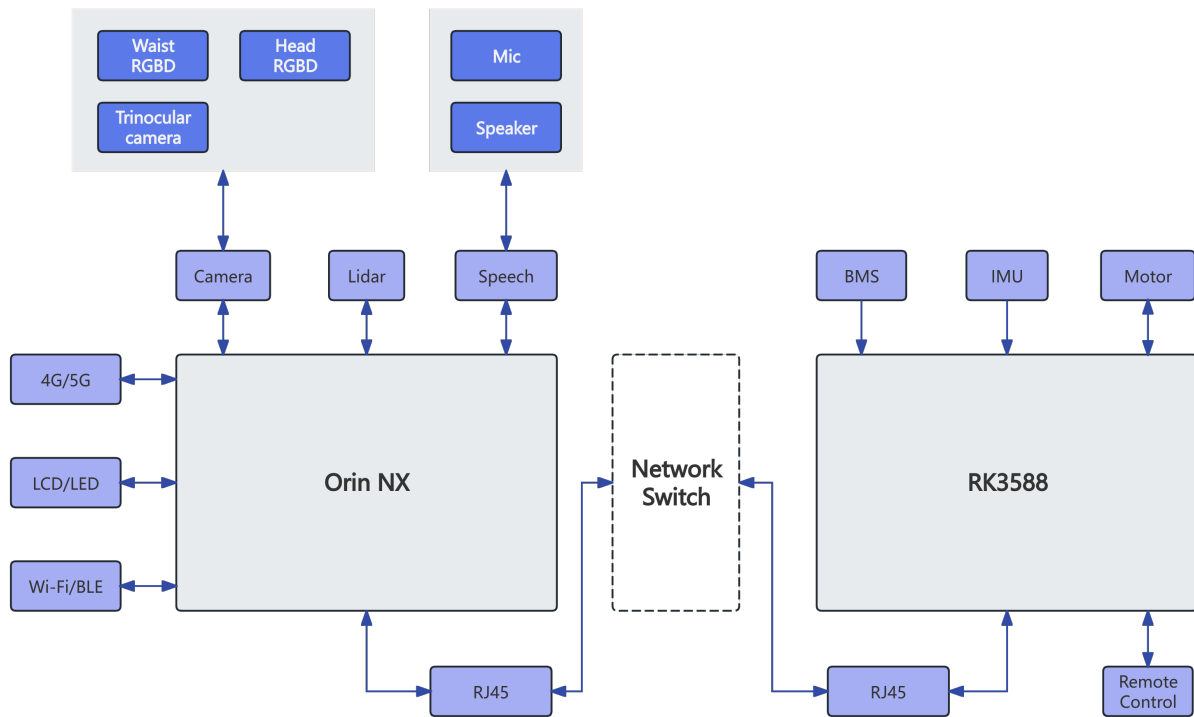 Waist
RGBD
Head
RGBD
Trinocular
camera
Mic
Speaker
Camera
Lidar
Speech
BMS
IMU
Motor
4G/5G
LCD/LED
Wi-Fi/BLE
Orin NX
Network
Switch
RK3588
RJ45
RJ45
Remote
Control